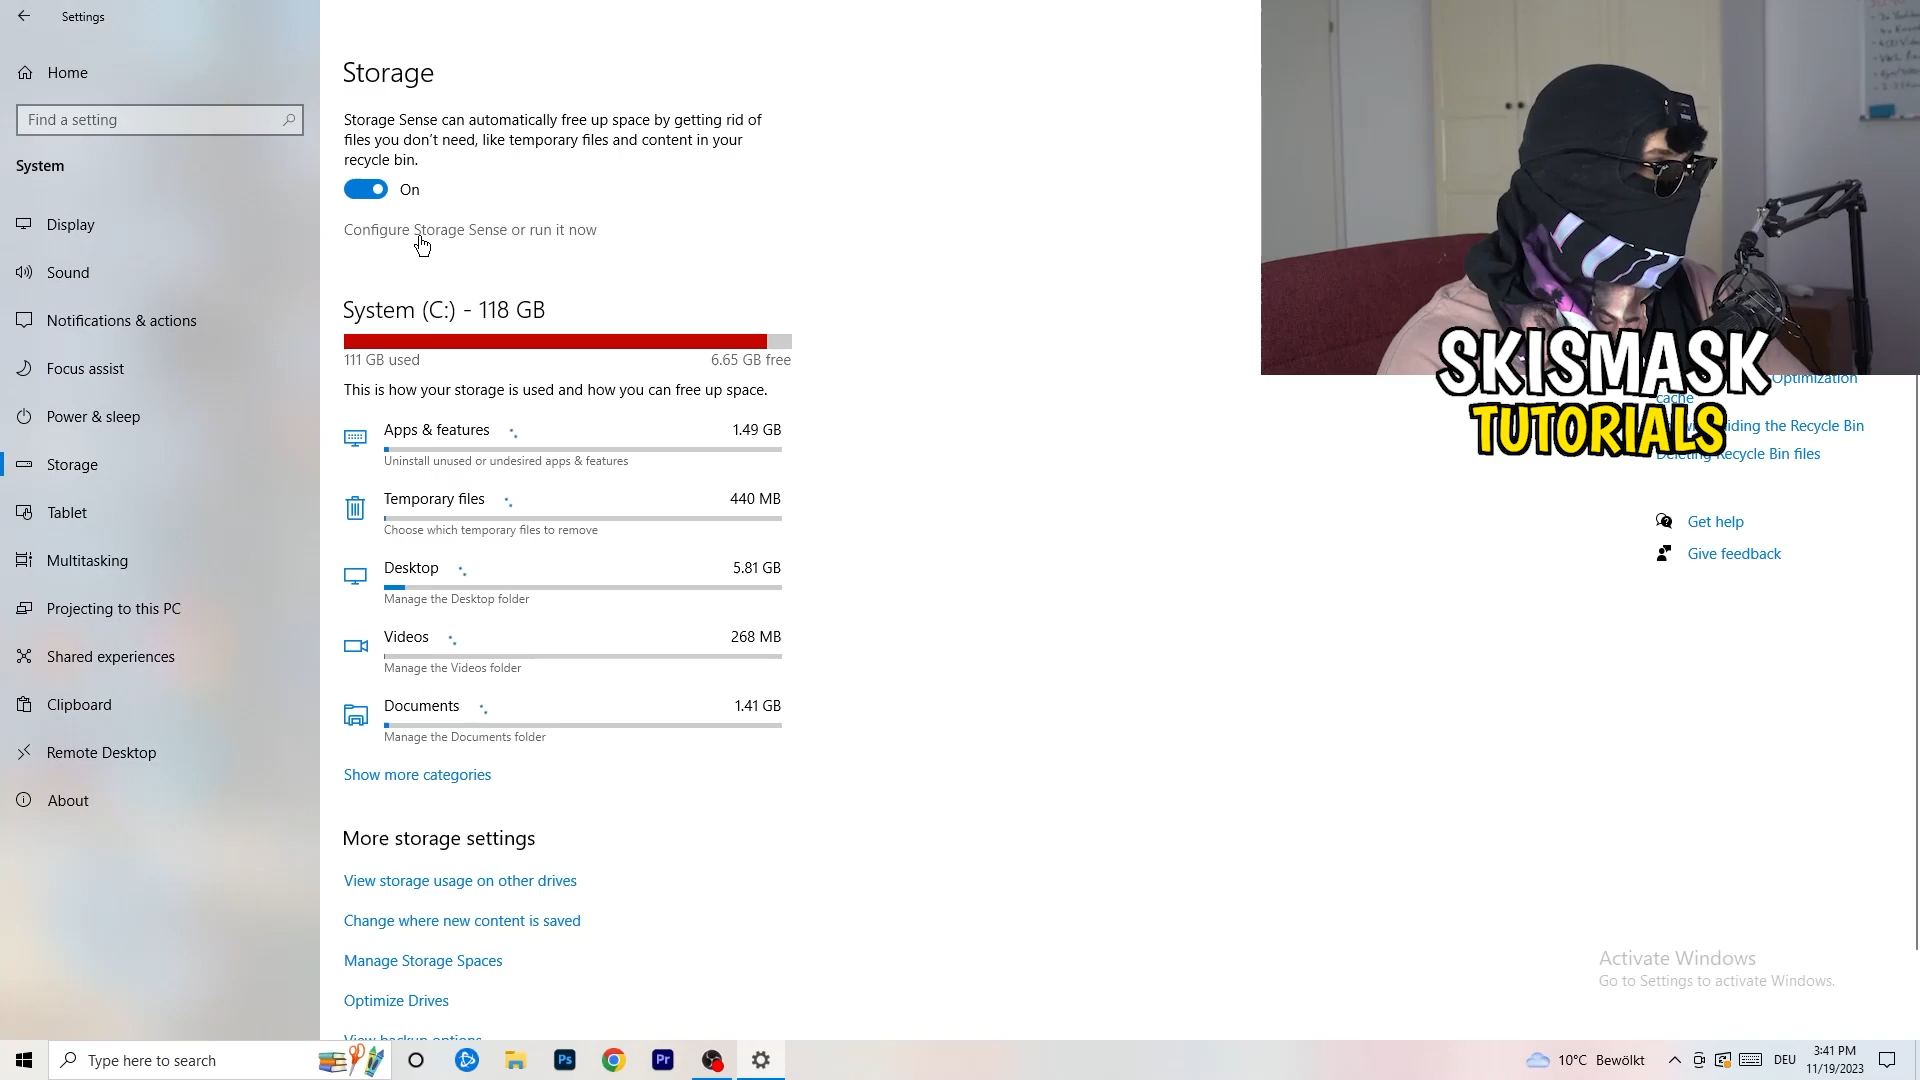 Settings
Home
Find a setting
System
Display
Sound
Notifications & actions
Focus assist
Power & sleep
Storage
Tablet
Multitasking
Projecting to this PC
Shared experiences
Clipboard
Remote Desktop
About
Storage
Storage Sense can automatically free up space by getting rid of
files you don't need, like temporary files and content in your
recycle bin.
On
Configure Storage Sense or run it now
System (C:) - 118 GB
111 GB used
6.65 GB free
This is how your storage is used and how you can free up space.
Apps & features
1.49 GB
Uninstall unused or undesired apps & features
Temporary files
440 MB
Choose which temporary files to remove
Desktop
5.81 GB
Manage the Desktop folder
Videos
268 MB
Manage the Videos folder
Documents
1.41 GB
Manage the Documents folder
Show more categories
More storage settings
View storage usage on other drives
Change where new content is saved
Manage Storage Spaces
Optimize Drives
View backup options
SKISMASK
TUTORIALS
Optimization
cache
the Recycle Bin
Recycle Bin files
Get help
Give feedback
Activate Windows
Go to Settings to activate Windows.
Type here to search
Ps
Pr
10°C Bewölkt
DEU
3:41 PM
11/19/2023